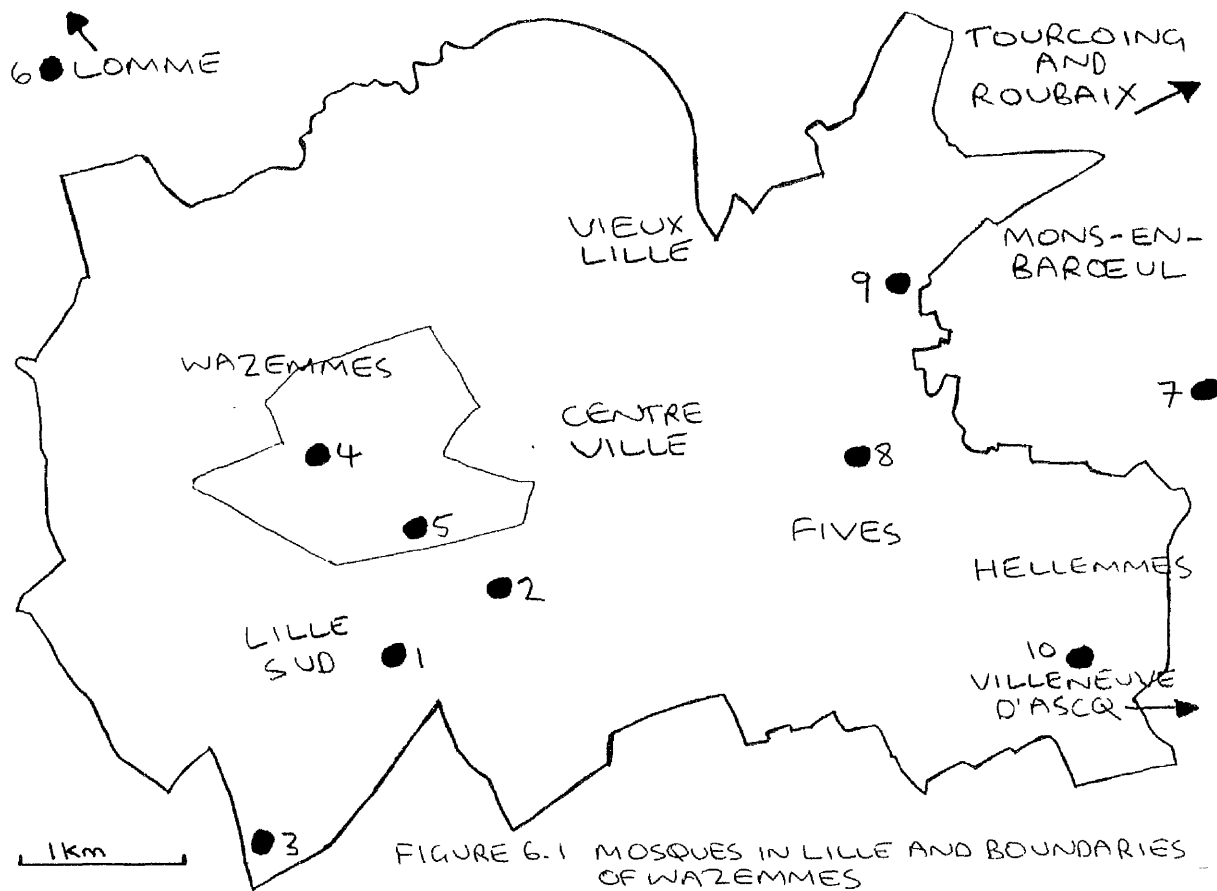 6 LOMME
TOURCOING
AND
ROUBAIX
VIEUX
LILLE
MONS-EN-
BARŒUL
9
WAZEMMES
7
CENTRE
VILLE
4
8
5
FIVES
HELLEMMES
2
LILLE
SUD
1
10
VILLENEUVE
D'ASCQ
3
1km
FIGURE 6.1 MOSQUES IN LILLE AND BOUNDARIES
OF WAZEMMES